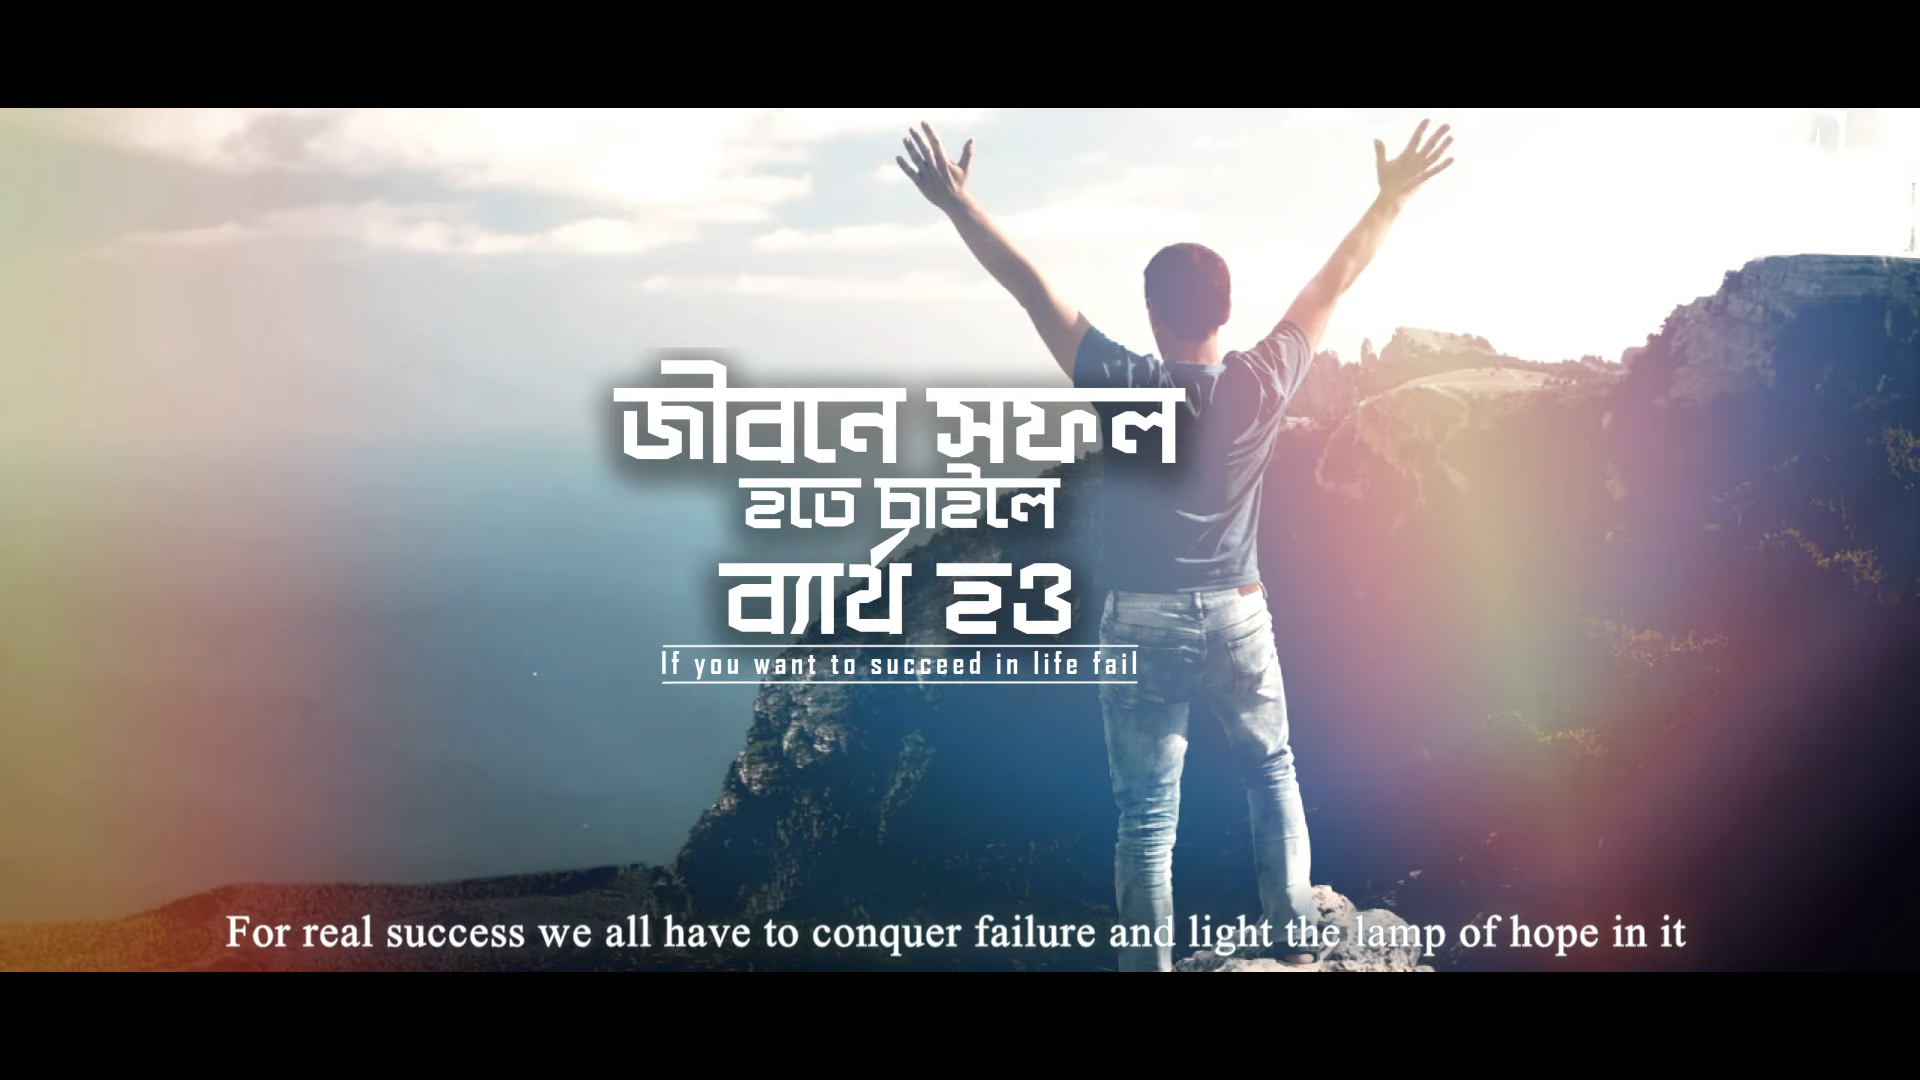 জীবনে সফল
হতে চাইলে
ব্যার্থ হও
If you want to succeed in life fail
For real success we all have to conquer failure and light the lamp of hope in it